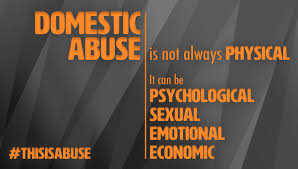 DOMESTIC
ABUSE
is not always PHYSICAL
It can be
PSYCHOLOGICAL
SEXUAL
EMOTIONAL
ECONOMIC
#THISISABUSE